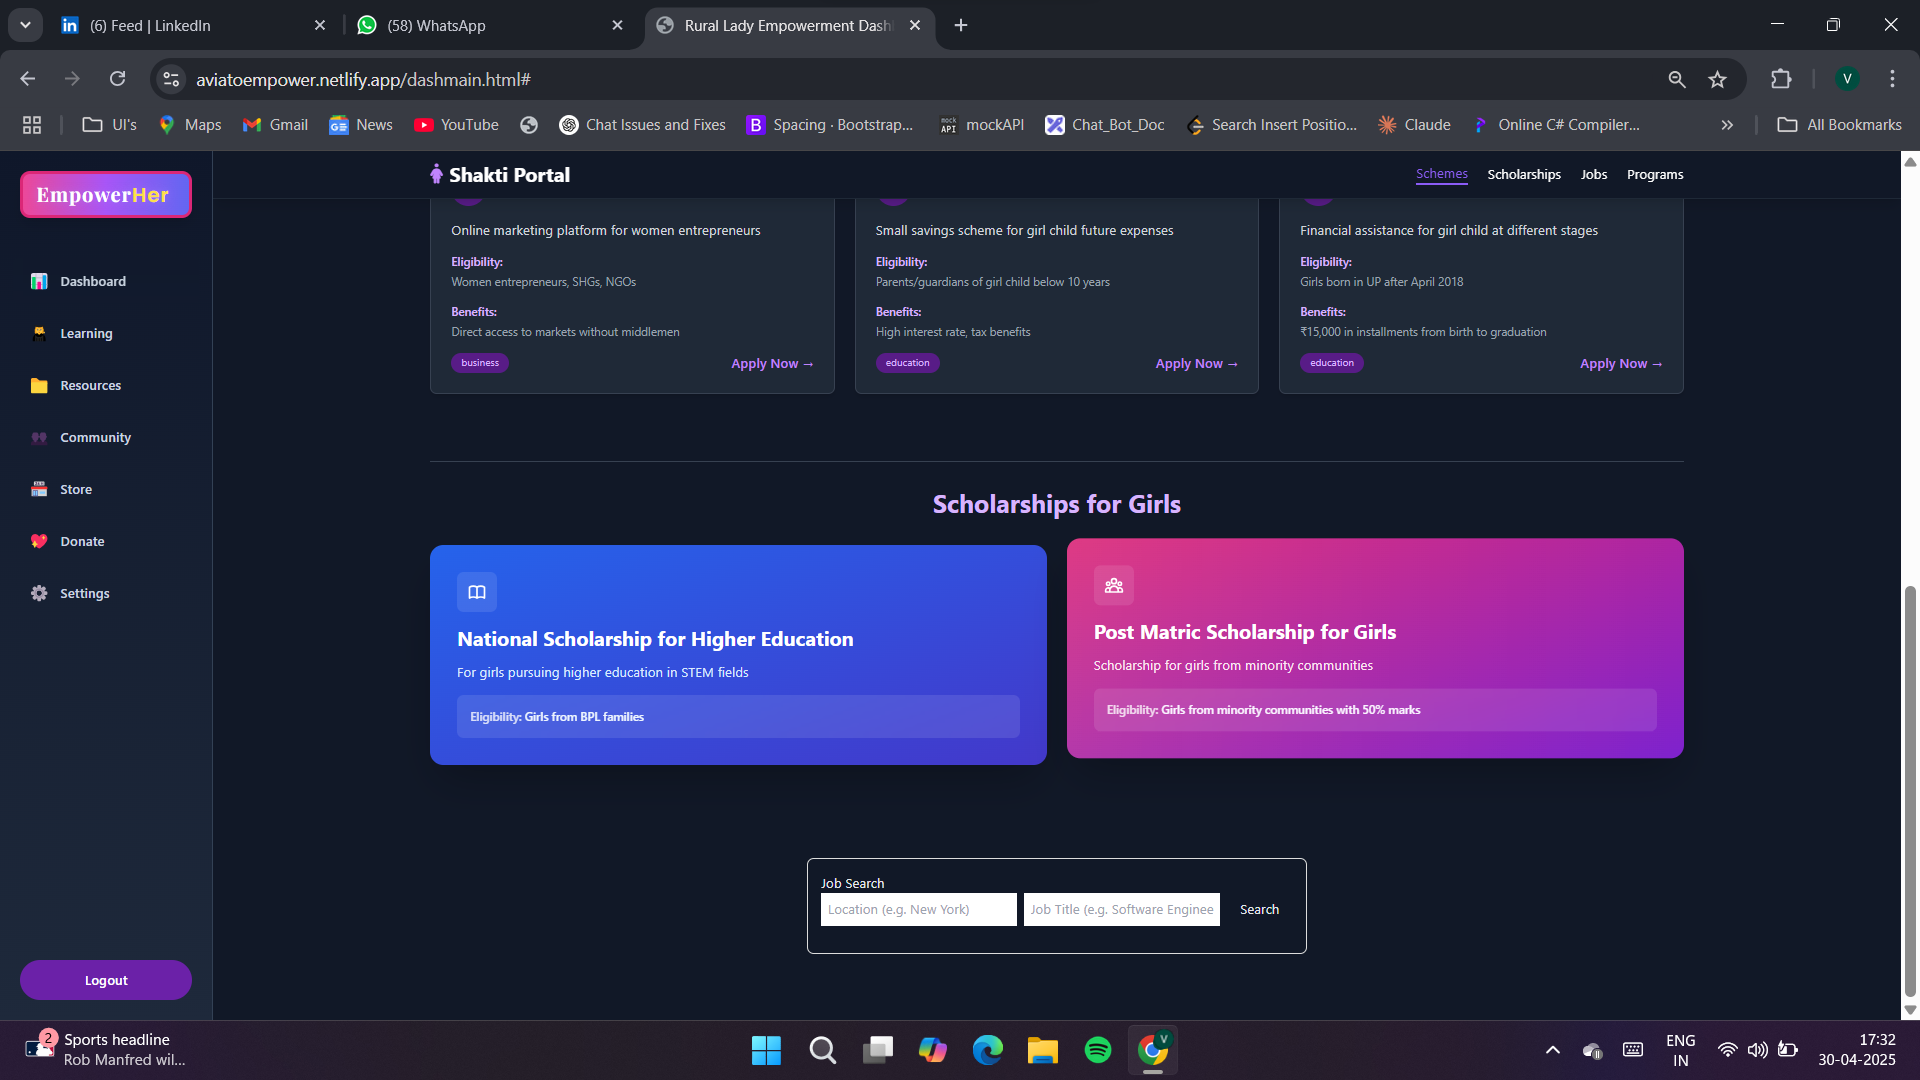 (6) Feed | LinkedIn
(58) WhatsApp
Rural Lady Empowerment Dash
aviatoempower.netlify.app/dashmain.html#
V
UI's
Maps
Gmail
News
YouTube
Chat Issues and Fixes
B
Spacing · Bootstrap...
mock API
mockAPI
Chat_Bot_Doc
Search Insert Positio...
Claude
Online C# Compiler...
All Bookmarks
EmpowerHer
Dashboard
Learning
Resources
Community
Store
Donate
Settings
Logout
Shakti Portal
Schemes
Scholarships
Jobs
Programs
Online marketing platform for women entrepreneurs
Eligibility:
Women entrepreneurs, SHGs, NGOs
Benefits:
Direct access to markets without middlemen
business
Apply Now →
Small savings scheme for girl child future expenses
Eligibility:
Parents/guardians of girl child below 10 years
Benefits:
High interest rate, tax benefits
education
Apply Now →
Financial assistance for girl child at different stages
Eligibility:
Girls born in UP after April 2018
Benefits:
₹15,000 in installments from birth to graduation
education
Apply Now →
Scholarships for Girls
National Scholarship for Higher Education
For girls pursuing higher education in STEM fields
Eligibility: Girls from BPL families
Post Matric Scholarship for Girls
Scholarship for girls from minority communities
Eligibility: Girls from minority communities with 50% marks
Job Search
Location (e.g. New York)
Job Title (e.g. Software Enginee
Search
2
Sports headline
Rob Manfred wil...
V
ENG
IN
17:32
30-04-2025